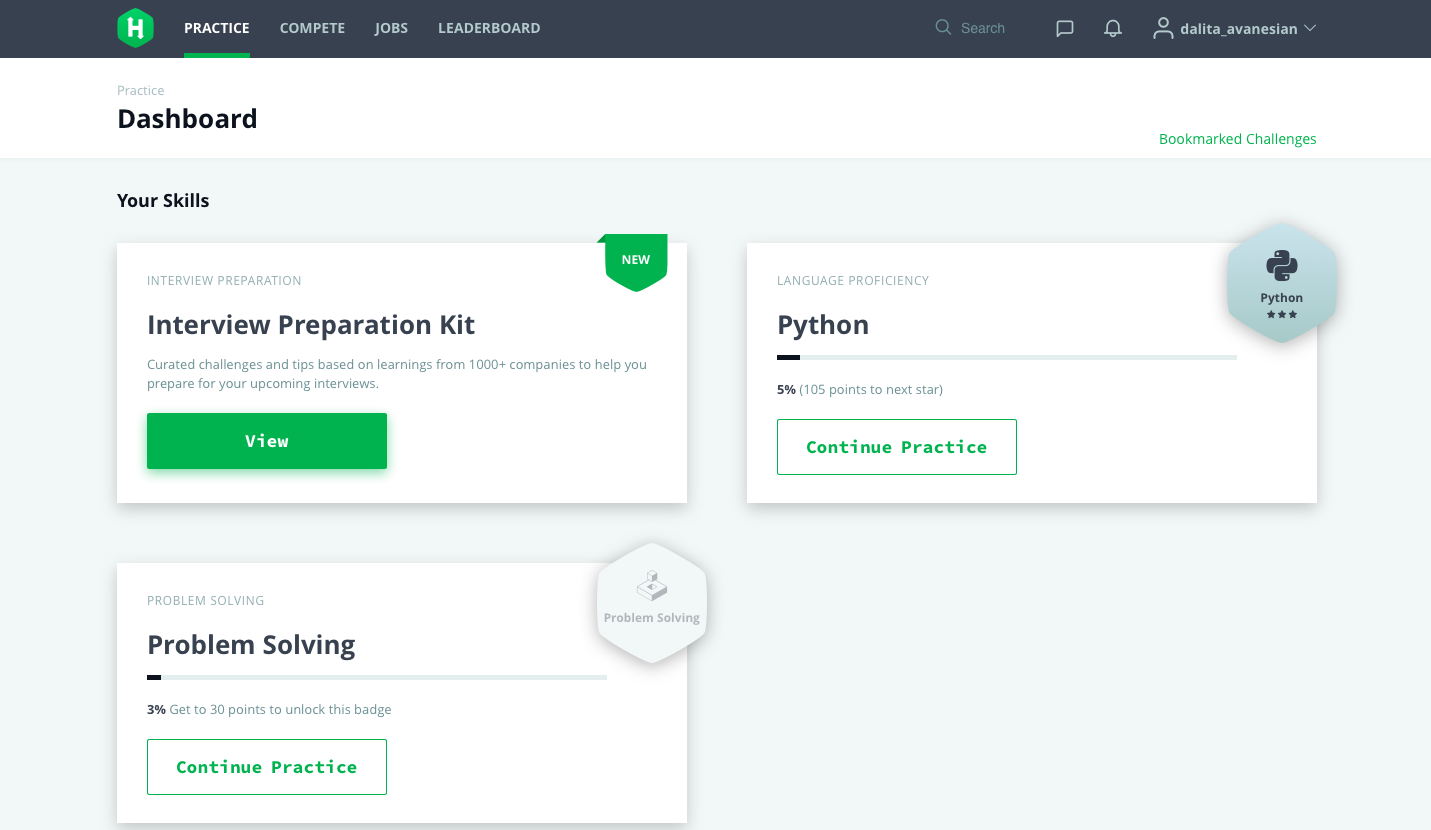 H
PRACTICE COMPETE JOBS LEADERBOARD Search dalita_avanesian
Practice
Dashboard
Bookmarked Challenges
Your Skills
NEW
INTERVIEW PREPARATION
Interview Preparation Kit
Curated challenges and tips based on learnings from 1000+ companies to help you
prepare for your upcoming interviews.
View
LANGUAGE PROFICIENCY
Python
Python
5% (105 points to next star)
Continue Practice
PROBLEM SOLVING
Problem Solving
Problem Solving
3% Get to 30 points to unlock this badge
Continue Practice